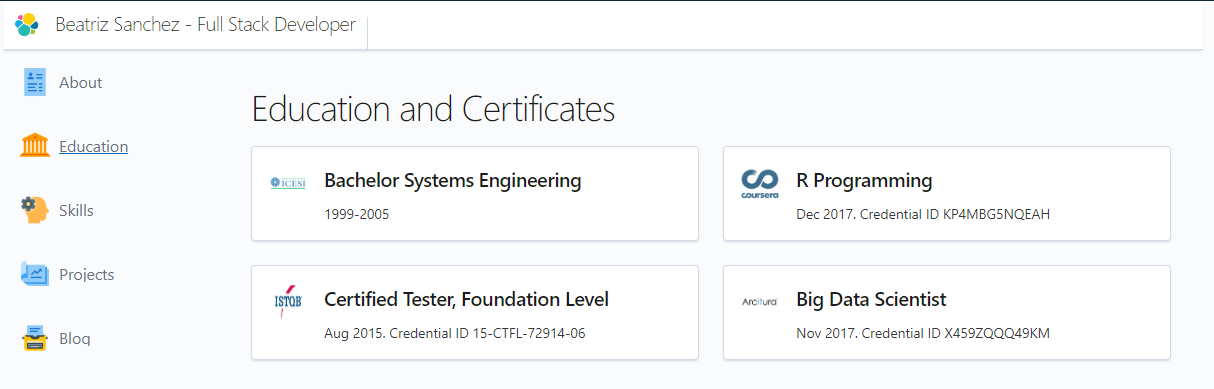 Beatriz Sanchez - Full Stack Developer
About
Education
Skills
Projects
Blog
Education and Certificates
ICESI
Bachelor Systems Engineering
1999-2005
coursera
R Programming
Dec 2017. Credential ID KP4MBG5NQEAH
ISTQB
Certified Tester, Foundation Level
Aug 2015. Credential ID 15-CTFL-72914-06
Arcitura
Big Data Scientist
Nov 2017. Credential ID X459ZQQQ49KM